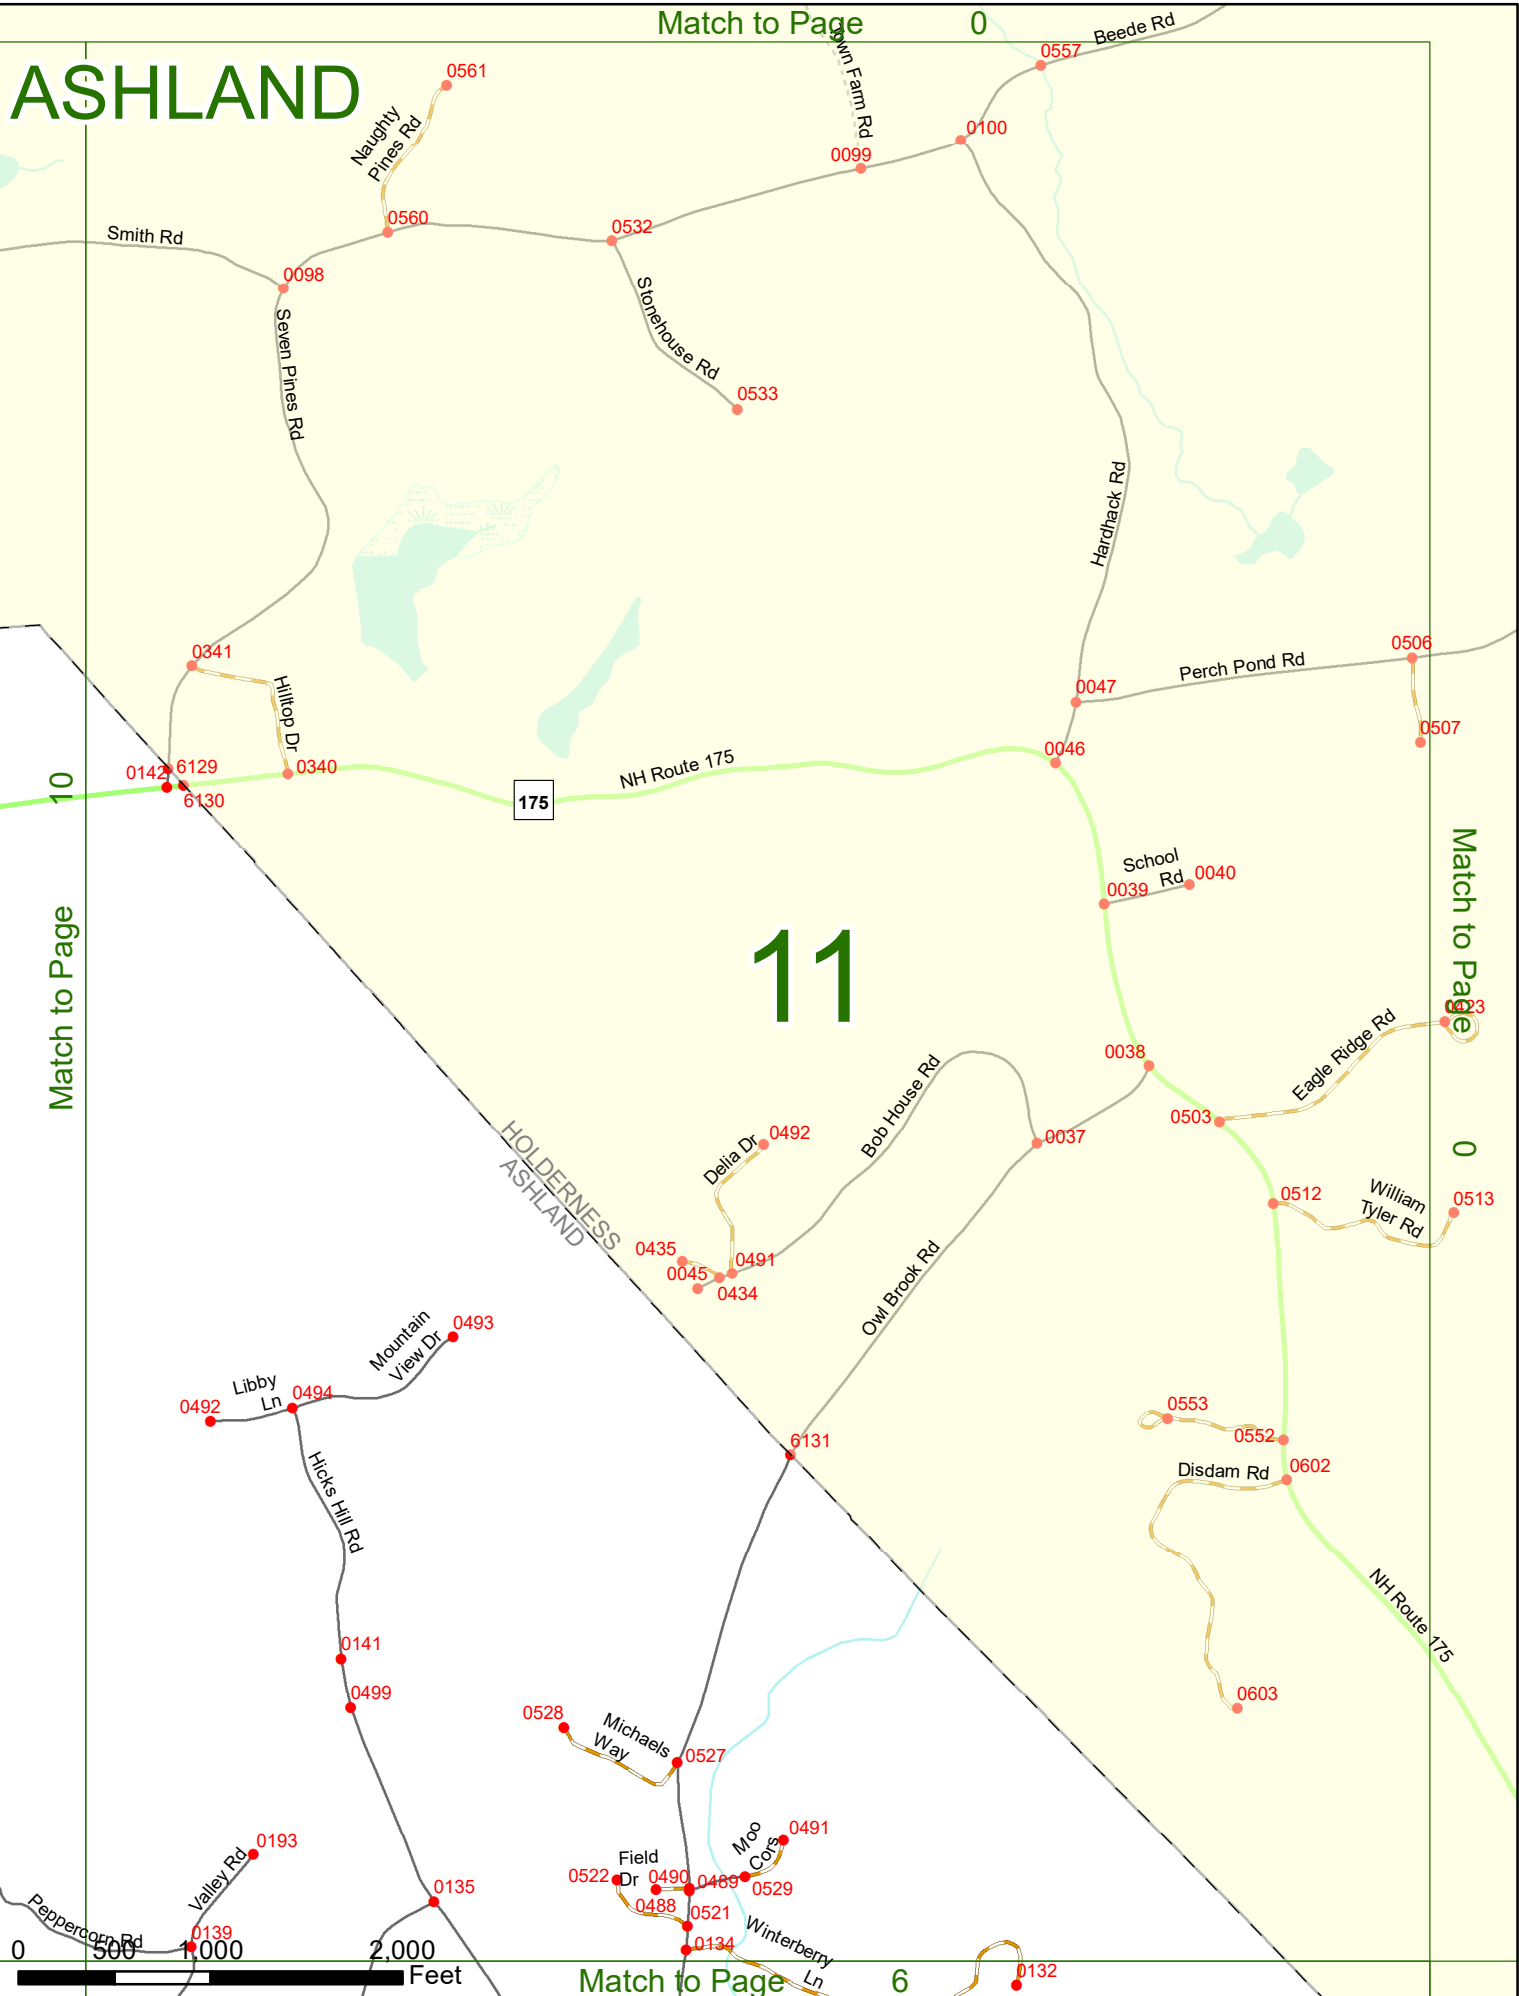 Match to Page 0
ASHLAND
0561
Naughty
Pines Rd
Town Farm Rd
0557
Beede Rd
0100
0099
0560
0532
Smith Rd
0098
Stonehouse Rd
Seven Pines Rd
0533
Hardhack Rd
0341
Hilltop Dr
0506
Perch Pond Rd
0047
0507
0046
0142
6129
0340
6130
NH Route 175
175
10
Match to Page
School
Rd
0040
0039
11
Match to Page
0
0423
Eagle Ridge Rd
0038
0503
Bob House Rd
0037
HOLDERNESS
ASHLAND
0492
Delia Dr
0512
William
Tyler Rd
0513
0435
0045
0491
0434
Owl Brook Rd
Mountain
View Dr
0493
Libby
Ln
0494
0492
Hicks Hill Rd
6131
0553
0552
Disdam Rd
0602
NH Route 175
0141
0499
0603
0528
Michaels
Way
0527
0193
Valley Rd
Moo
Cors
0491
Field
Dr
0522
0490
0489
0529
0488
0135
0521
Peppercorn Rd
0139
0134
Winterberry
Ln
0132
0 500 1,000 2,000
Feet
Match to Page 6